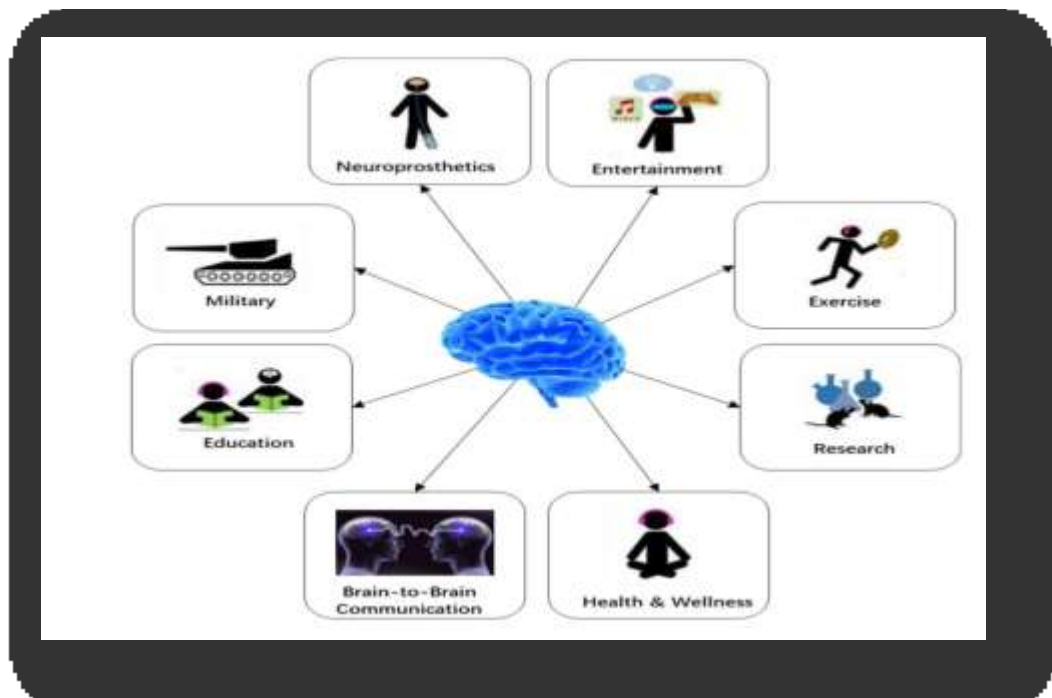 Neuroprosthetics
Entertainment
Military
Exercise
Education
Research
Brain-to-Brain
Communication
Health & Wellness